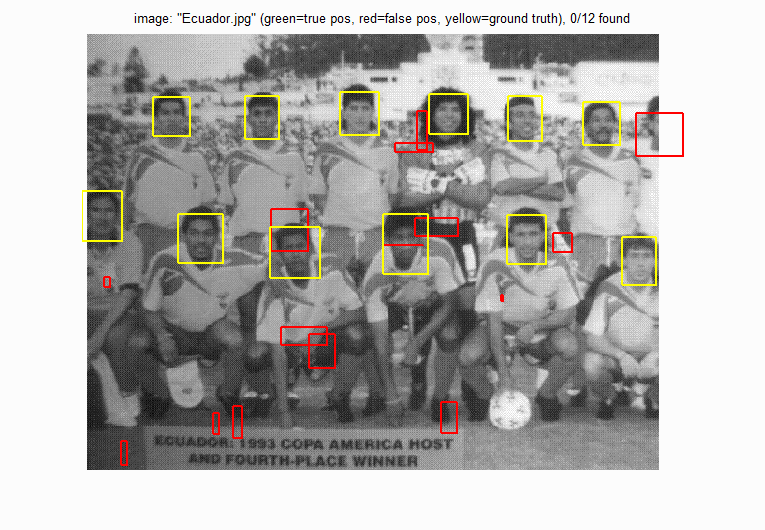 image: "Ecuador.jpg" (green=true pos, red=false pos, yellow=ground truth), 0/12 found
ECUADOR: 1993 COPA AMERICA HOST
AND FOURTH-PLACE WINNER